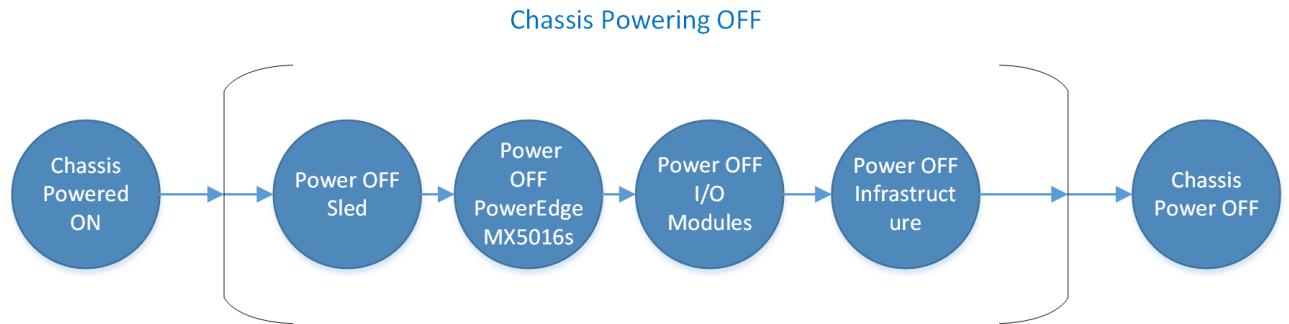 Chassis Powering OFF
Chassis
Powered
ON
Power OFF
Sled
Power
OFF
PowerEdge
MX5016s
Power OFF
I/O
Modules
Power OFF
Infrastruct
ure
Chassis
Power OFF